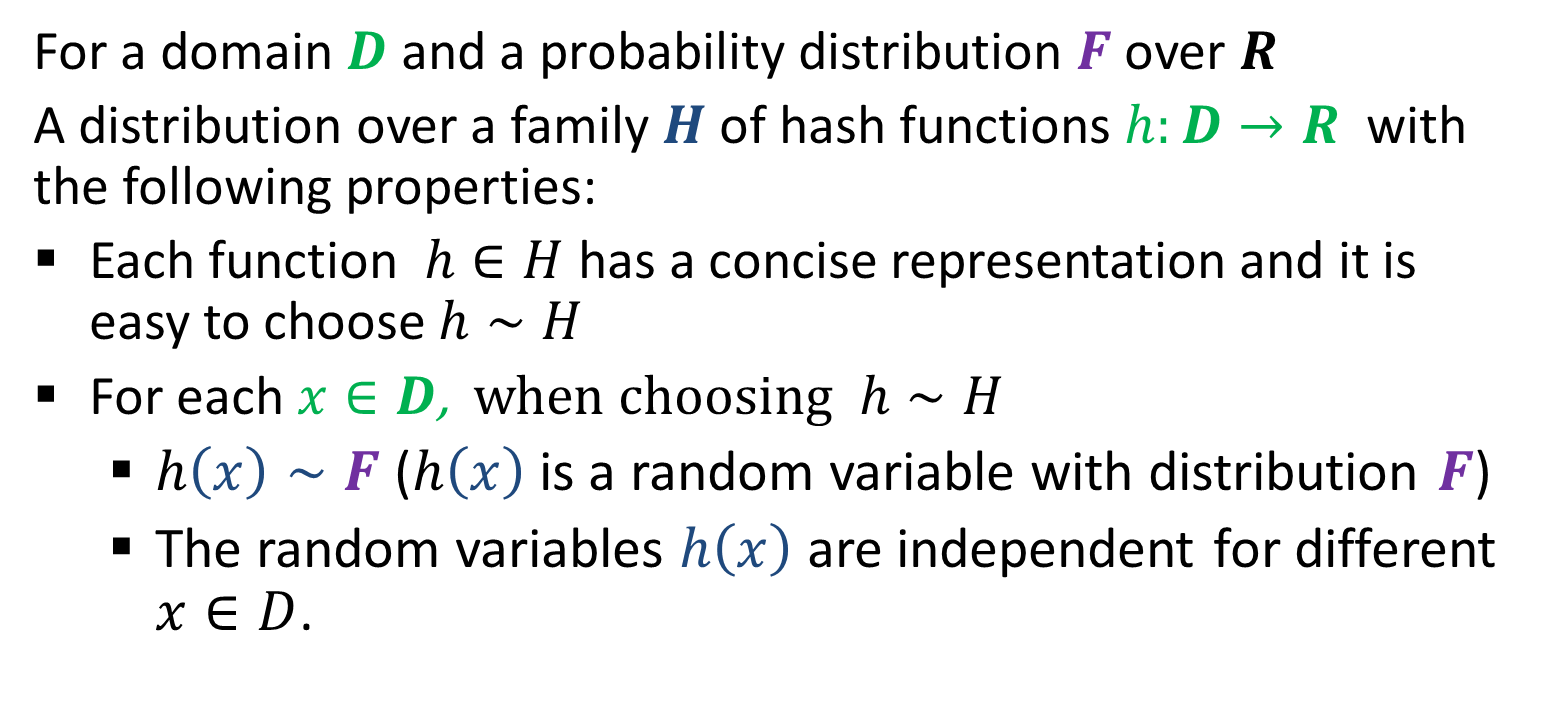 For a domain D and a probability distribution F over R
A distribution over a family H of hash functions h: D → R with
the following properties:
▪ Each function h ∈ H has a concise representation and it is
easy to choose h ~ H
▪ For each x ∈ D, when choosing h ~ H
▪ h(x) ~ F (h(x) is a random variable with distribution F)
▪ The random variables h(x) are independent for different
x ∈ D.